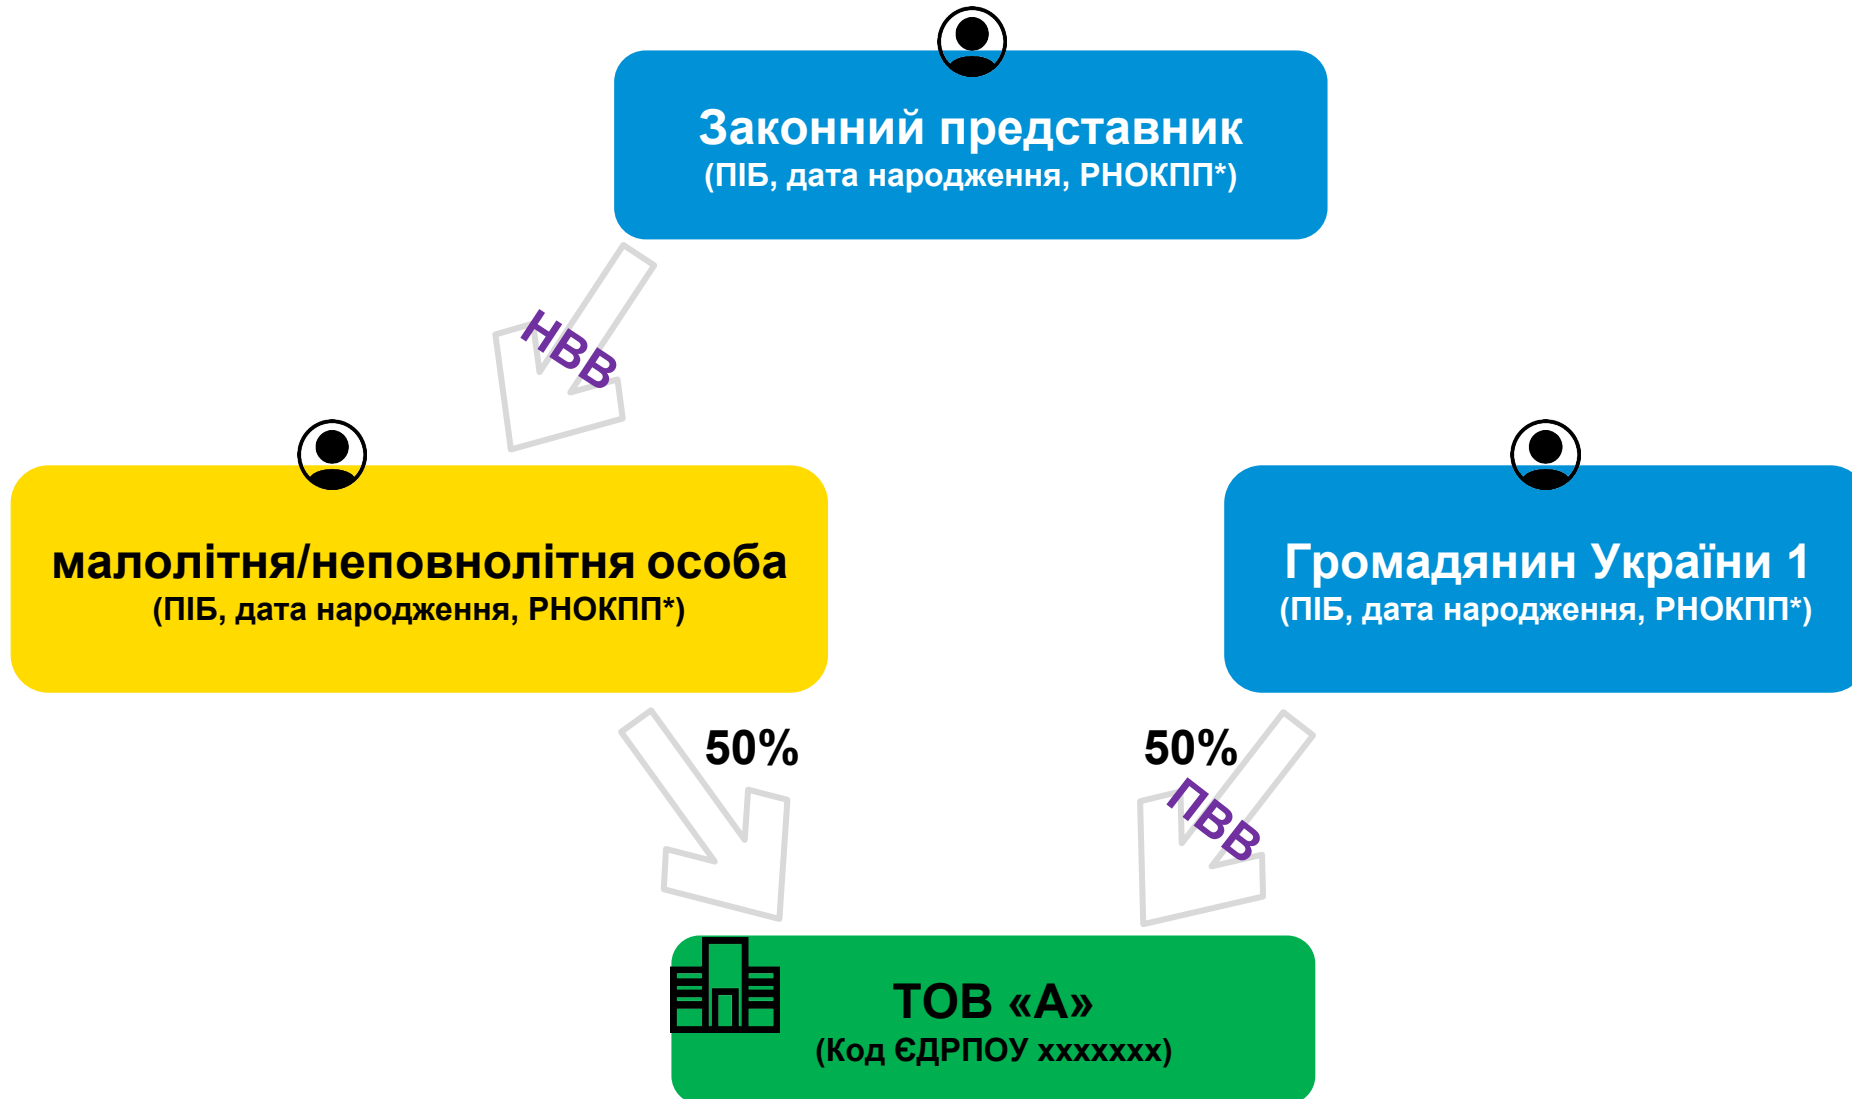 Законний представник
(ПІБ, дата народження, РНОКПП*)
НВВ
малолітня/неповнолітня особа
(ПІБ, дата народження, РНОКПП*)
Громадянин України 1
(ПІБ, дата народження, РНОКПП*)
50%
50%
ПВВ
ТОВ «А»
(Код ЄДРПОУ ххххххх)